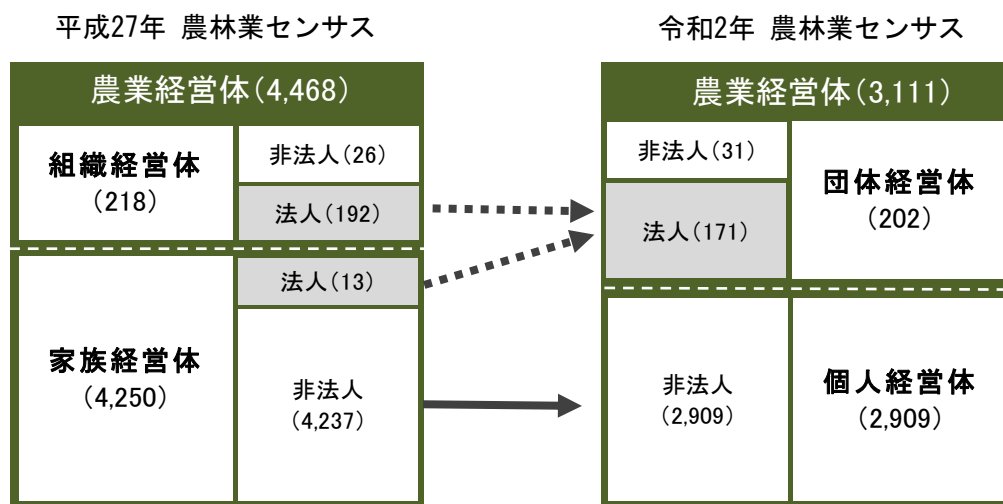 平成27年 農林業センサス
農業経営体(4,468)
組織経営体
(218)
非法人(26)
法人(192)
家族経営体
(4,250)
法人(13)
非法人
(4,237)
令和2年 農林業センサス
農業経営体(3,111)
非法人(31)
法人(171)
団体経営体
(202)
非法人
(2,909)
個人経営体
(2,909)